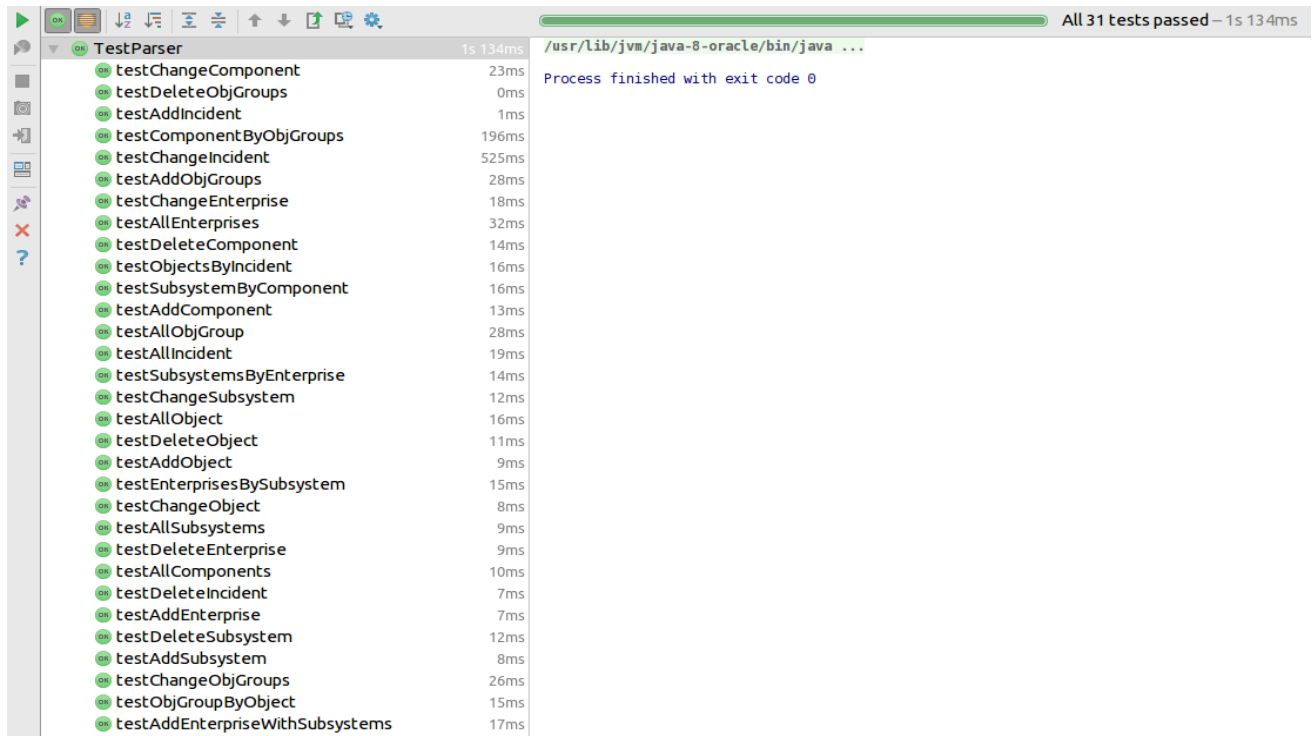 All 31 tests passed – 1s 134ms
TestParser 1s 134ms
testChangeComponent 23ms
testDeleteObjGroups 0ms
testAddIncident 1ms
testComponentByObjGroups 196ms
testChangeIncident 525ms
testAddObjGroups 28ms
testChangeEnterprise 18ms
testAllEnterprises 32ms
testDeleteComponent 14ms
testObjectsByIncident 16ms
testSubsystemByComponent 16ms
testAddComponent 13ms
testAllObjGroup 28ms
testAllIncident 19ms
testSubsystemsByEnterprise 14ms
testChangeSubsystem 12ms
testAllObject 16ms
testDeleteObject 11ms
testAddObject 9ms
testEnterprisesBySubsystem 15ms
testChangeObject 8ms
testAllSubsystems 9ms
testDeleteEnterprise 9ms
testAllComponents 10ms
testDeleteIncident 7ms
testAddEnterprise 7ms
testDeleteSubsystem 12ms
testAddSubsystem 8ms
testChangeObjGroups 26ms
testObjGroupByObject 15ms
testAddEnterpriseWithSubsystems 17ms
/usr/lib/jvm/java-8-oracle/bin/java ...
Process finished with exit code 0